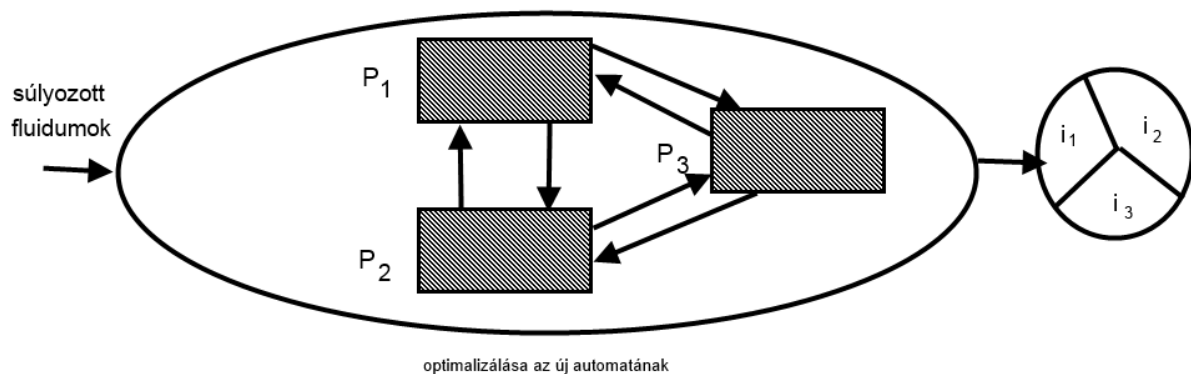 súlyozott
fluidumok
P1
P2
P3
i1
i2
i3
optimalizálása az új automatának